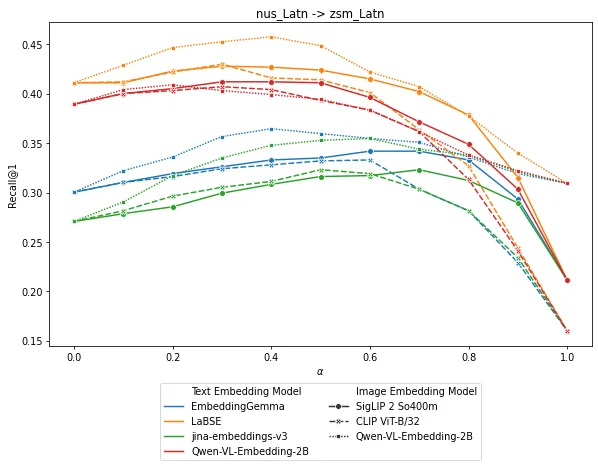 nus_Latn -> zsm_Latn
Recall@1
0.45
0.40
0.35
0.30
0.25
0.20
0.15
0.0 0.2 0.4 0.6 0.8 1.0
α
Text Embedding Model Image Embedding Model
EmbeddingGemma SigLIP 2 So400m
LaBSE CLIP ViT-B/32
jina-embeddings-v3 Qwen-VL-Embedding-2B
Qwen-VL-Embedding-2B